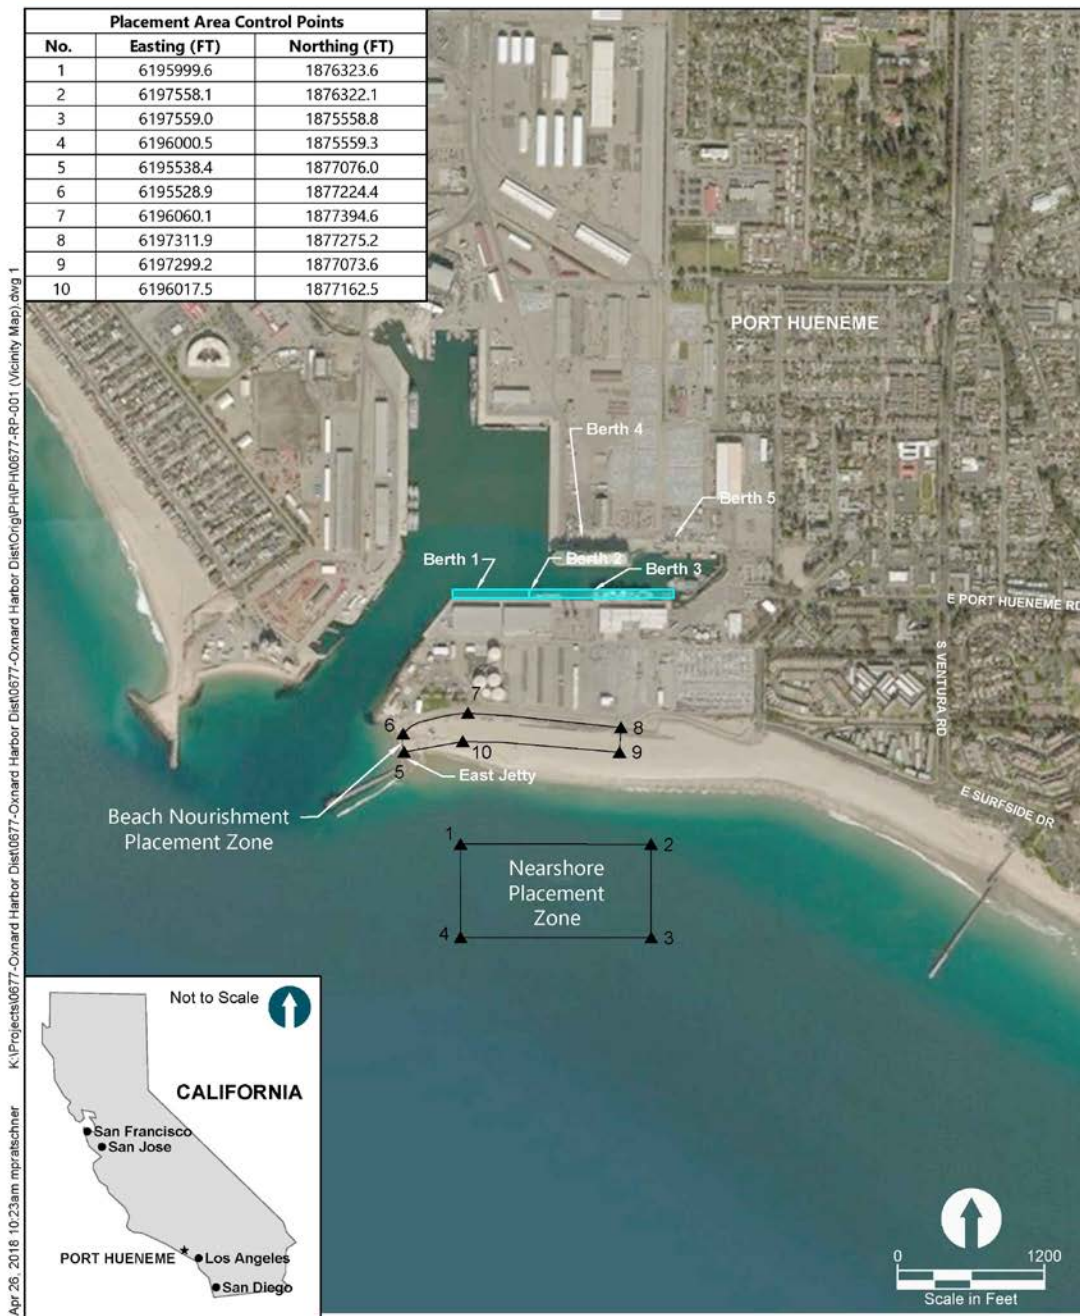 Placement Area Control Points
No. Easting (FT) Northing (FT)
1 6195999.6 1876323.6
2 6197558.1 1876322.1
3 6197559.0 1875558.8
4 6196000.5 1875559.3
5 6195538.4 1877076.0
6 6195528.9 1877224.4
7 6196060.1 1877394.6
8 6197311.9 1877275.2
9 6197299.2 1877073.6
10 6196017.5 1877162.5
PORT HUENEME
Berth 4
Berth 5
Berth 1
Berth 2
Berth 3
E PORT HUENEME RD
S VENTURA RD
7
6
8
10
9
5
East Jetty
E SURFSIDE DR
Beach Nourishment
Placement Zone
1
2
Nearshore
Placement
Zone
4
3
Not to Scale
CALIFORNIA
San Francisco
San Jose
PORT HUENEME
Los Angeles
San Diego
0 1200
Scale in Feet
Apr 26, 2018 10:23am mpratschner K:\Projects\0677-Oxnard Harbor Dist\0677-Oxnard Harbor Dist\Orig\PH\PH\0677-RP-001 (Vicinity Map).dwg 1